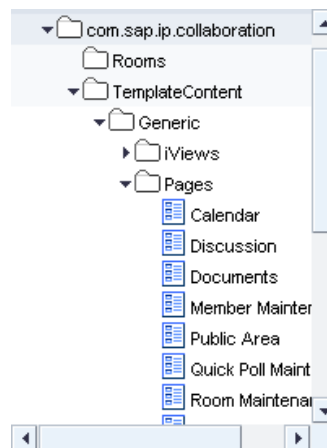 com.sap.ip.collaboration
Rooms
TemplateContent
Generic
iViews
Pages
Calendar
Discussion
Documents
Member Mainter
Public Area
Quick Poll Maint
Room Maintenar